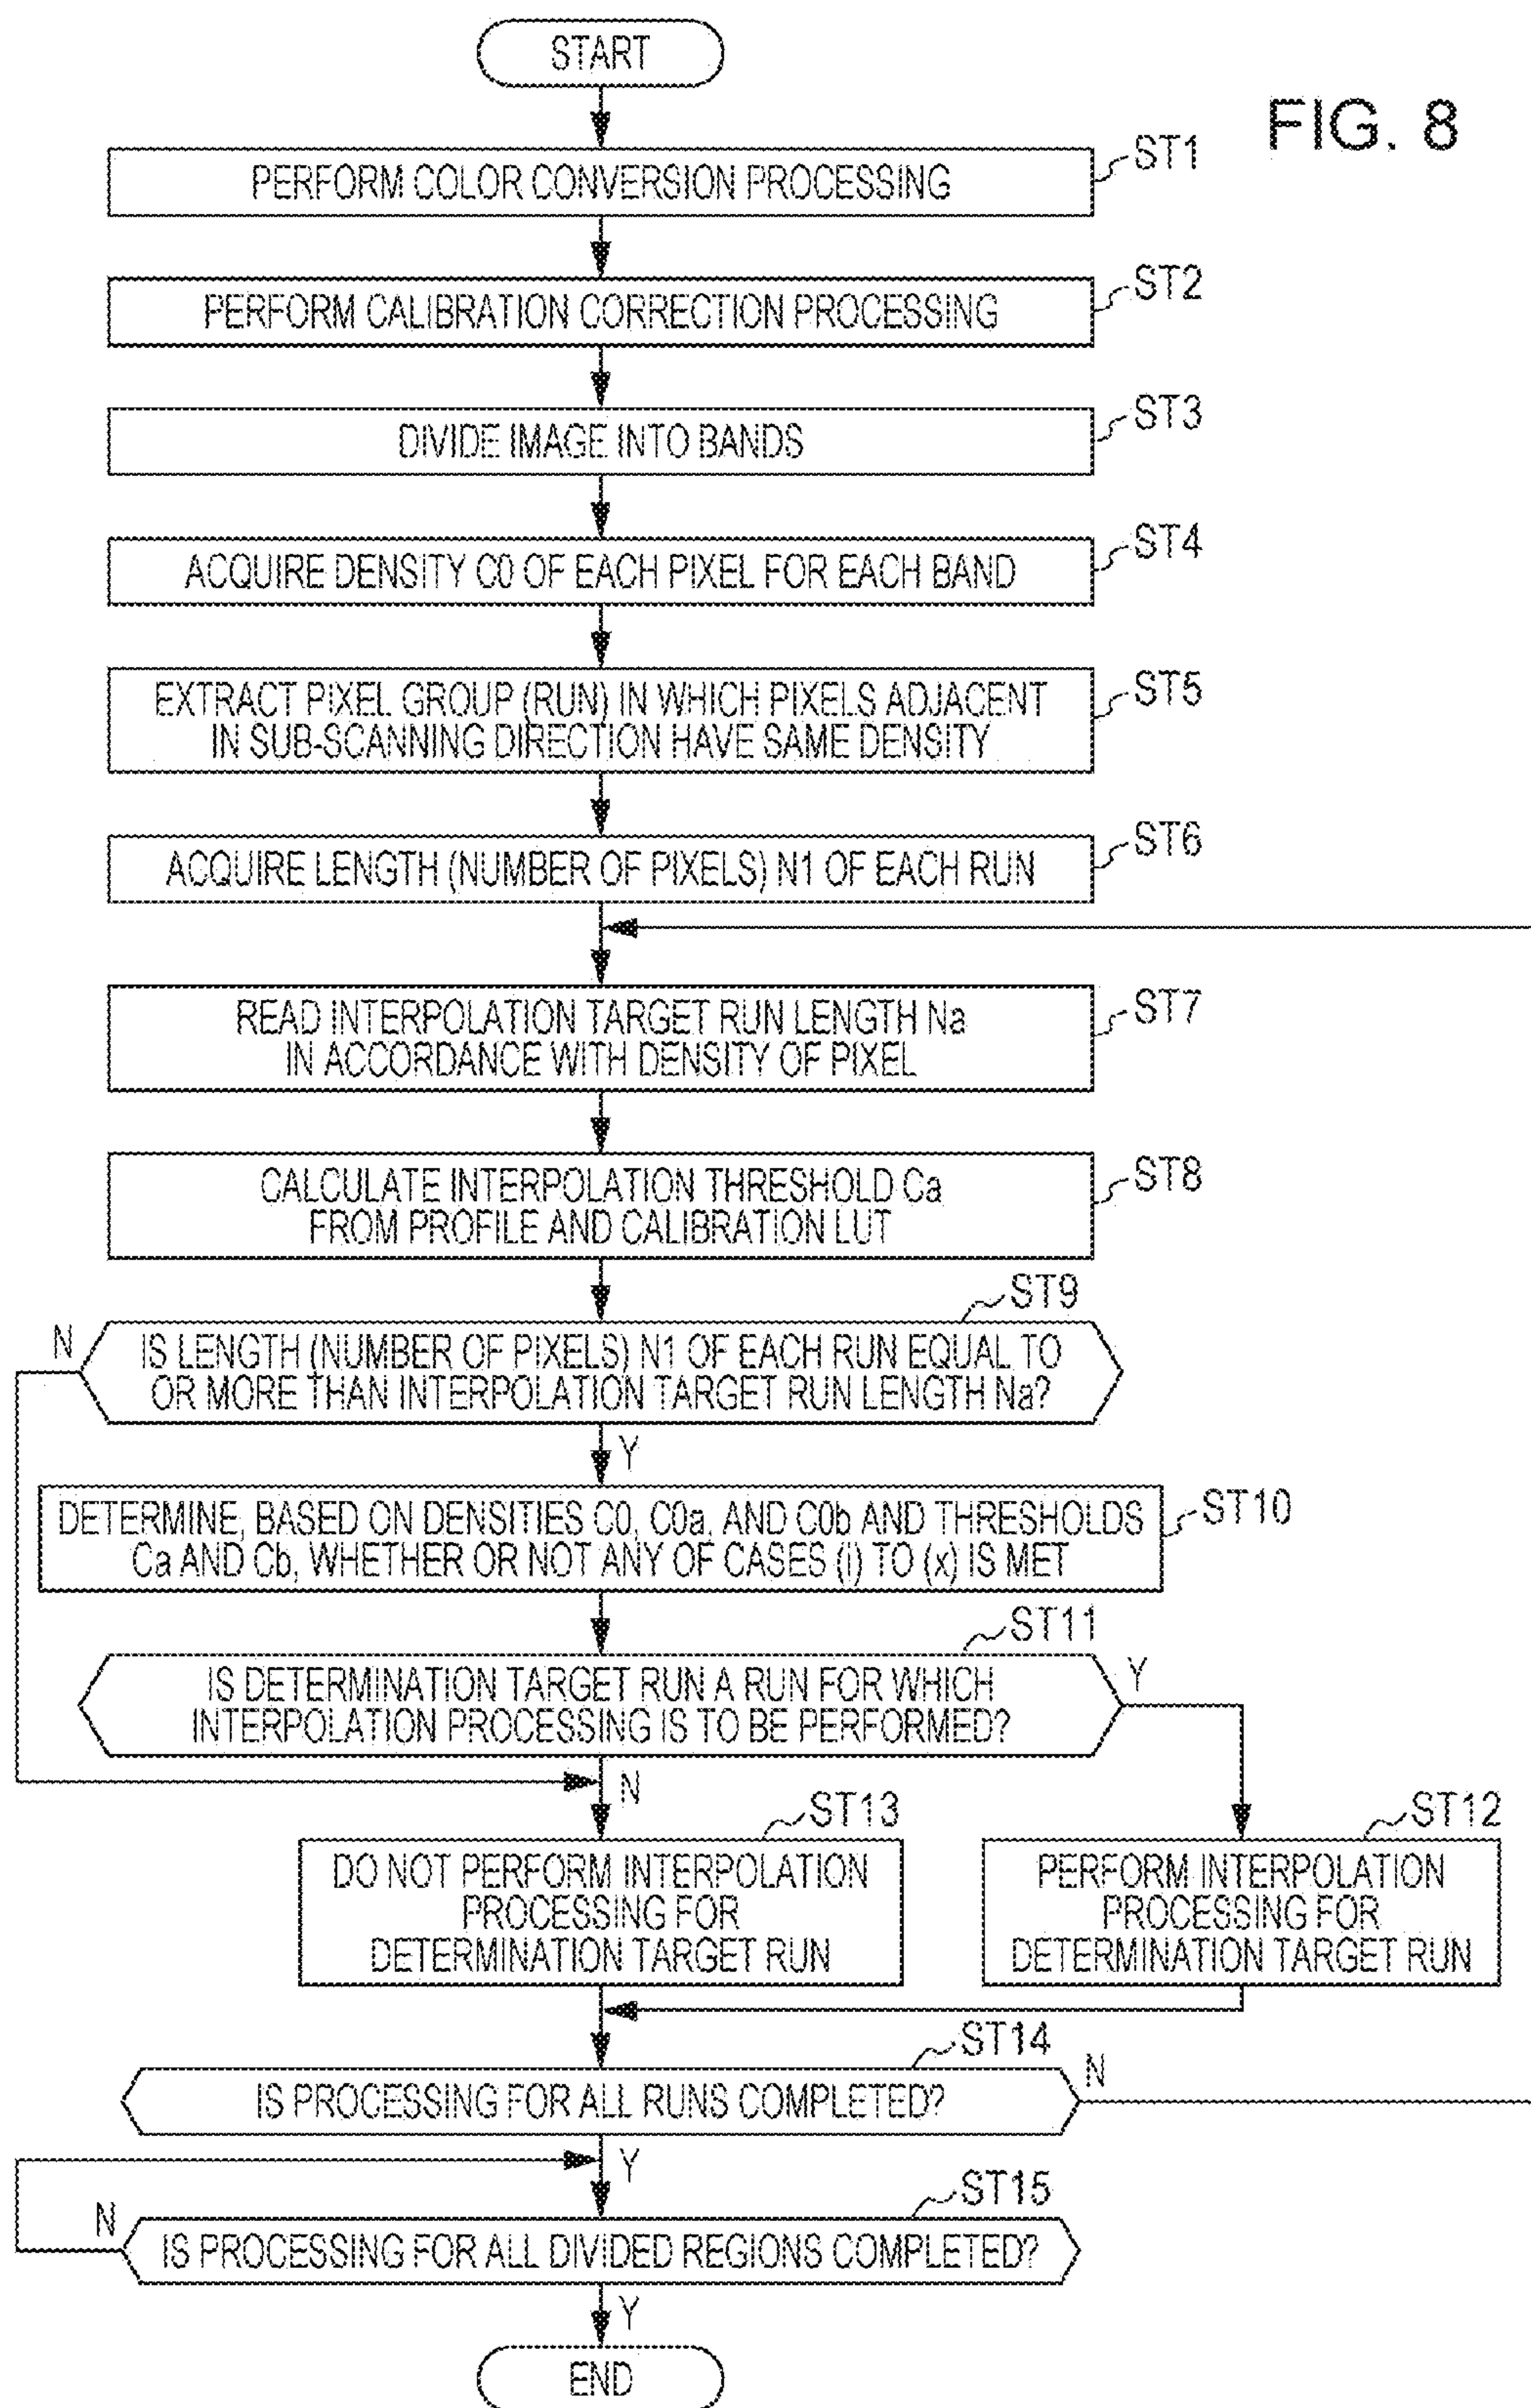 START
FIG. 8
PERFORM COLOR CONVERSION PROCESSING
ST1
PERFORM CALIBRATION CORRECTION PROCESSING
ST2
DIVIDE IMAGE INTO BANDS
ST3
ACQUIRE DENSITY C0 OF EACH PIXEL FOR EACH BAND
ST4
EXTRACT PIXEL GROUP (RUN) IN WHICH PIXELS ADJACENT
IN SUB-SCANNING DIRECTION HAVE SAME DENSITY
ST5
ACQUIRE LENGTH (NUMBER OF PIXELS) N1 OF EACH RUN
ST6
READ INTERPOLATION TARGET RUN LENGTH Na
IN ACCORDANCE WITH DENSITY OF PIXEL
ST7
CALCULATE INTERPOLATION THRESHOLD Ca
FROM PROFILE AND CALIBRATION LUT
ST8
ST9
N
IS LENGTH (NUMBER OF PIXELS) N1 OF EACH RUN EQUAL TO
OR MORE THAN INTERPOLATION TARGET RUN LENGTH Na?
Y
DETERMINE, BASED ON DENSITIES C0, C0a, AND C0b AND THRESHOLDS
Ca AND Cb, WHETHER OR NOT ANY OF CASES (i) TO (x) IS MET
ST10
ST11
IS DETERMINATION TARGET RUN A RUN FOR WHICH
INTERPOLATION PROCESSING IS TO BE PERFORMED?
Y
N
ST13
DO NOT PERFORM INTERPOLATION
PROCESSING FOR
DETERMINATION TARGET RUN
ST12
PERFORM INTERPOLATION
PROCESSING FOR
DETERMINATION TARGET RUN
ST14
IS PROCESSING FOR ALL RUNS COMPLETED?
N
Y
ST15
N
IS PROCESSING FOR ALL DIVIDED REGIONS COMPLETED?
Y
END